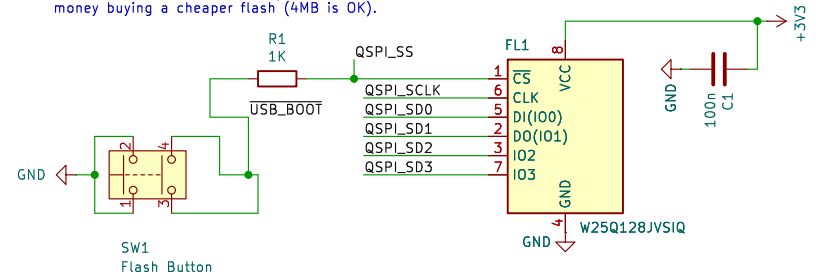 money buying a cheaper flash (4MB is OK).
+3V3
R1
1K
QSPI_SS
FL1
8
VCC
1
CS
USB_BOOT
QSPI_SCLK
6
CLK
GND
100n
C1
QSPI_SD0
5
DI(IO0)
QSPI_SD1
2
DO(IO1)
QSPI_SD2
3
IO2
QSPI_SD3
7
IO3
GND
2
4
1
3
GND
4
W25Q128JVSIQ
GND
SW1
Flash Button